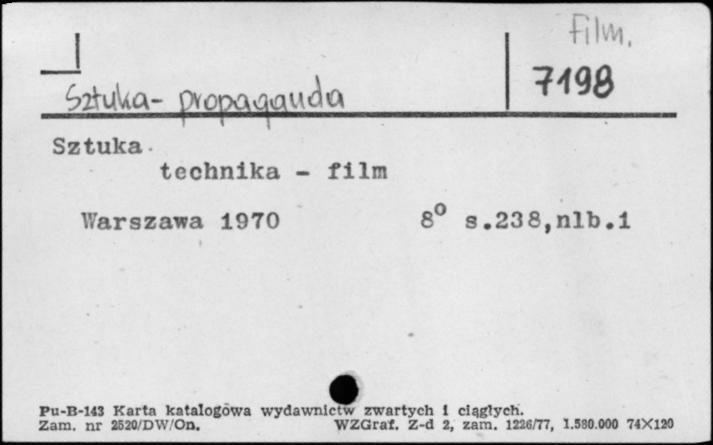 Film.
7198
Sztuka - propaganda
Sztuka
technika - film
Warszawa 1970 8° s.238,nlb.1
Pu-B-143 Karta katalogowa wydawnictw zwartych i ciągłych.
Zam. nr 2520/DW/On. WZGraf. Z-d 2, zam. 1226/77, 1.580.000 74X120